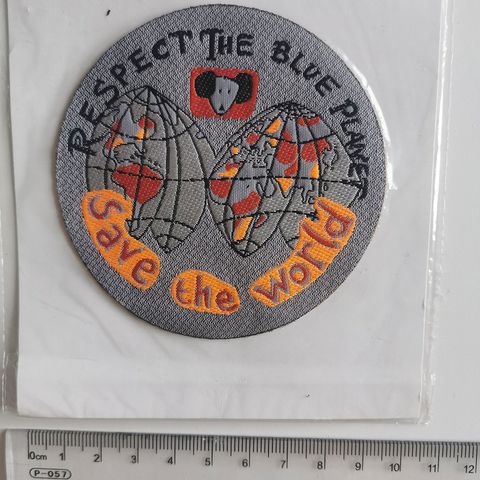 RESPECT THE BLUE PLANET
Save the World
0cm 1 2 3 4 5 6 7 8 9 10 11 12
P-057